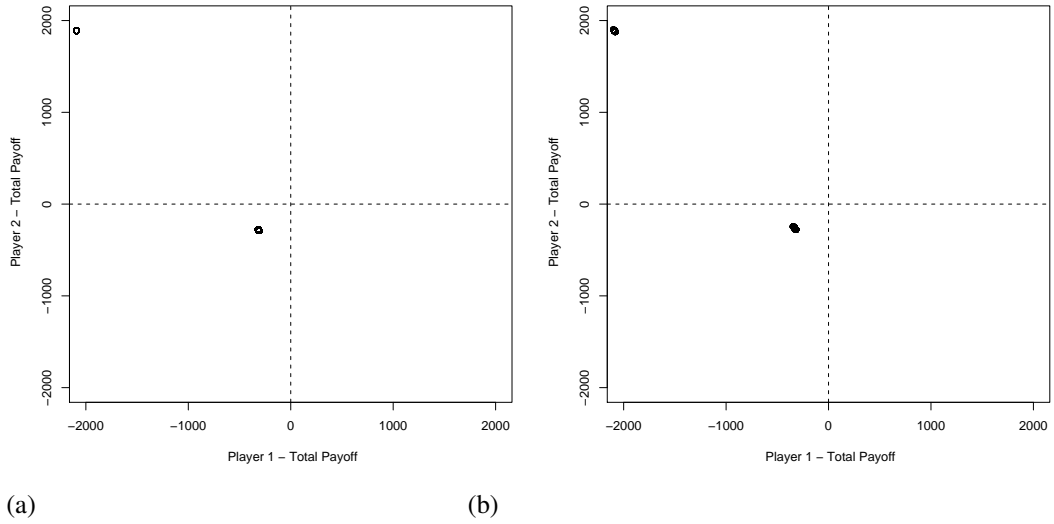 2000
1000
0
−1000
−2000
Player 2 − Total Payoff
−2000 −1000 0 1000 2000
Player 1 − Total Payoff
(a)
2000
1000
0
−1000
−2000
Player 2 − Total Payoff
−2000 −1000 0 1000 2000
Player 1 − Total Payoff
(b)